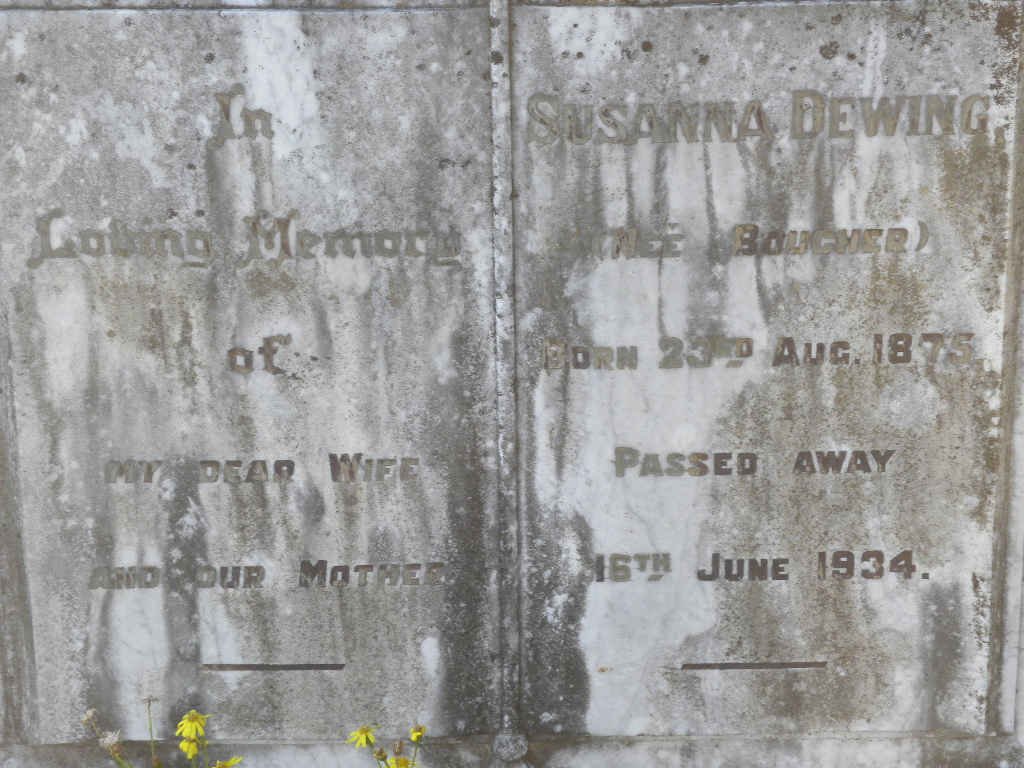 In
Loving Memory
of
MY DEAR WIFE
AND OUR MOTHER
SUSANNA DEWING,
(NEE BOUCHER)
BORN 23RD AUG. 1875.
PASSED AWAY
16TH JUNE 1934.